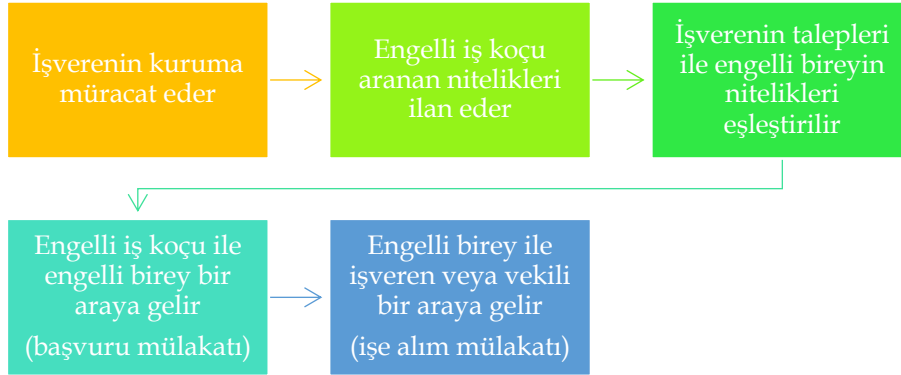 İşverenin kuruma
müracat eder
Engelli iş koçu
aranan nitelikleri
ilan eder
İşverenin talepleri
ile engelli bireyin
nitelikleri
eşleştirilir
Engelli iş koçu ile
engelli birey bir
araya gelir
(başvuru mülakatı)
Engelli birey ile
işveren veya vekili
bir araya gelir
(işe alım mülakatı)